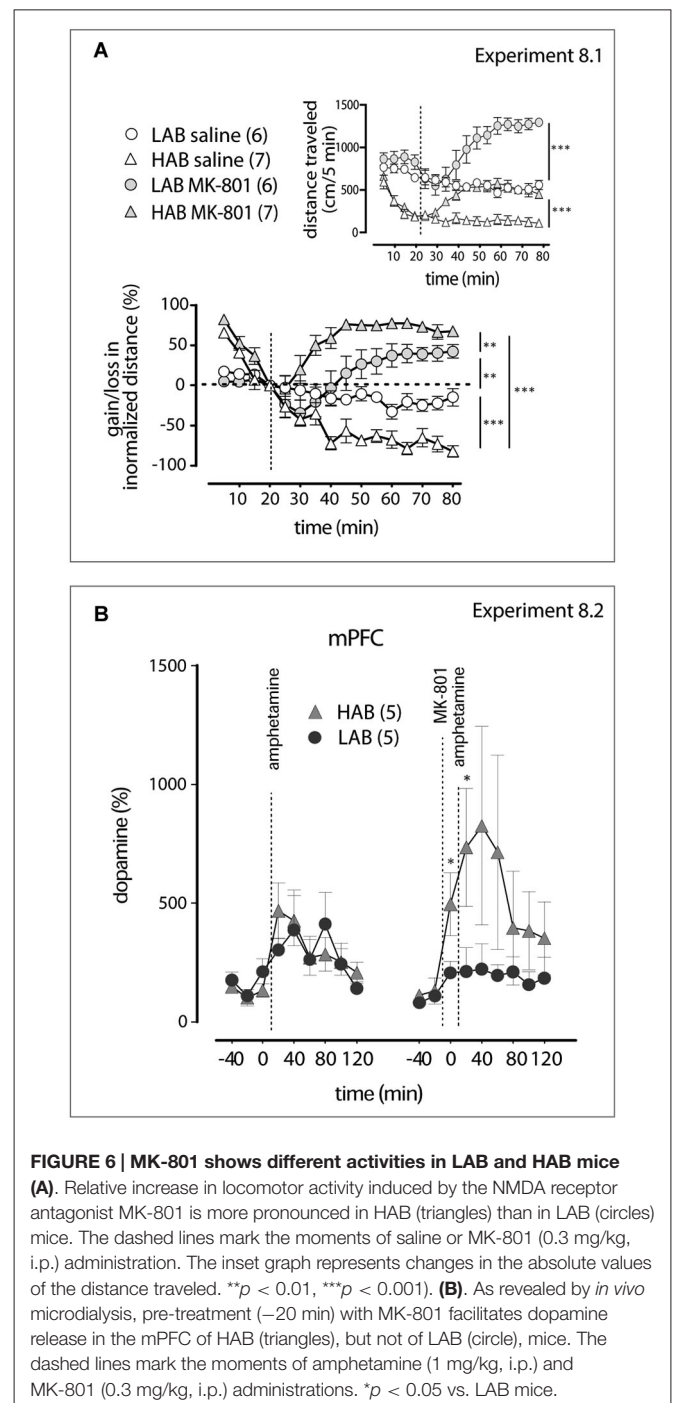 A
Experiment 8.1
LAB saline (6)
HAB saline (7)
LAB MK-801 (6)
HAB MK-801 (7)
distance traveled
(cm/5 min)
1500
1000
500
0
10 20 30 40 50 60 70 80
time (min)
***
***
gain/loss in
inormalized distance (%)
100
50
0
-50
-100
10 20 30 40 50 60 70 80
time (min)
**
**
***
***
B
Experiment 8.2
mPFC
dopamine (%)
1500
1000
500
0
amphetamine
HAB (5)
LAB (5)
MK-801
amphetamine
*
*
-40 0 40 80 120
-40 0 40 80 120
time (min)
FIGURE 6 | MK-801 shows different activities in LAB and HAB mice
(A). Relative increase in locomotor activity induced by the NMDA receptor
antagonist MK-801 is more pronounced in HAB (triangles) than in LAB (circles)
mice. The dashed lines mark the moments of saline or MK-801 (0.3 mg/kg,
i.p.) administration. The inset graph represents changes in the absolute values
of the distance traveled. **p < 0.01, ***p < 0.001). (B). As revealed by in vivo
microdialysis, pre-treatment (−20 min) with MK-801 facilitates dopamine
release in the mPFC of HAB (triangles), but not of LAB (circle), mice. The
dashed lines mark the moments of amphetamine (1 mg/kg, i.p.) and
MK-801 (0.3 mg/kg, i.p.) administrations. *p < 0.05 vs. LAB mice.